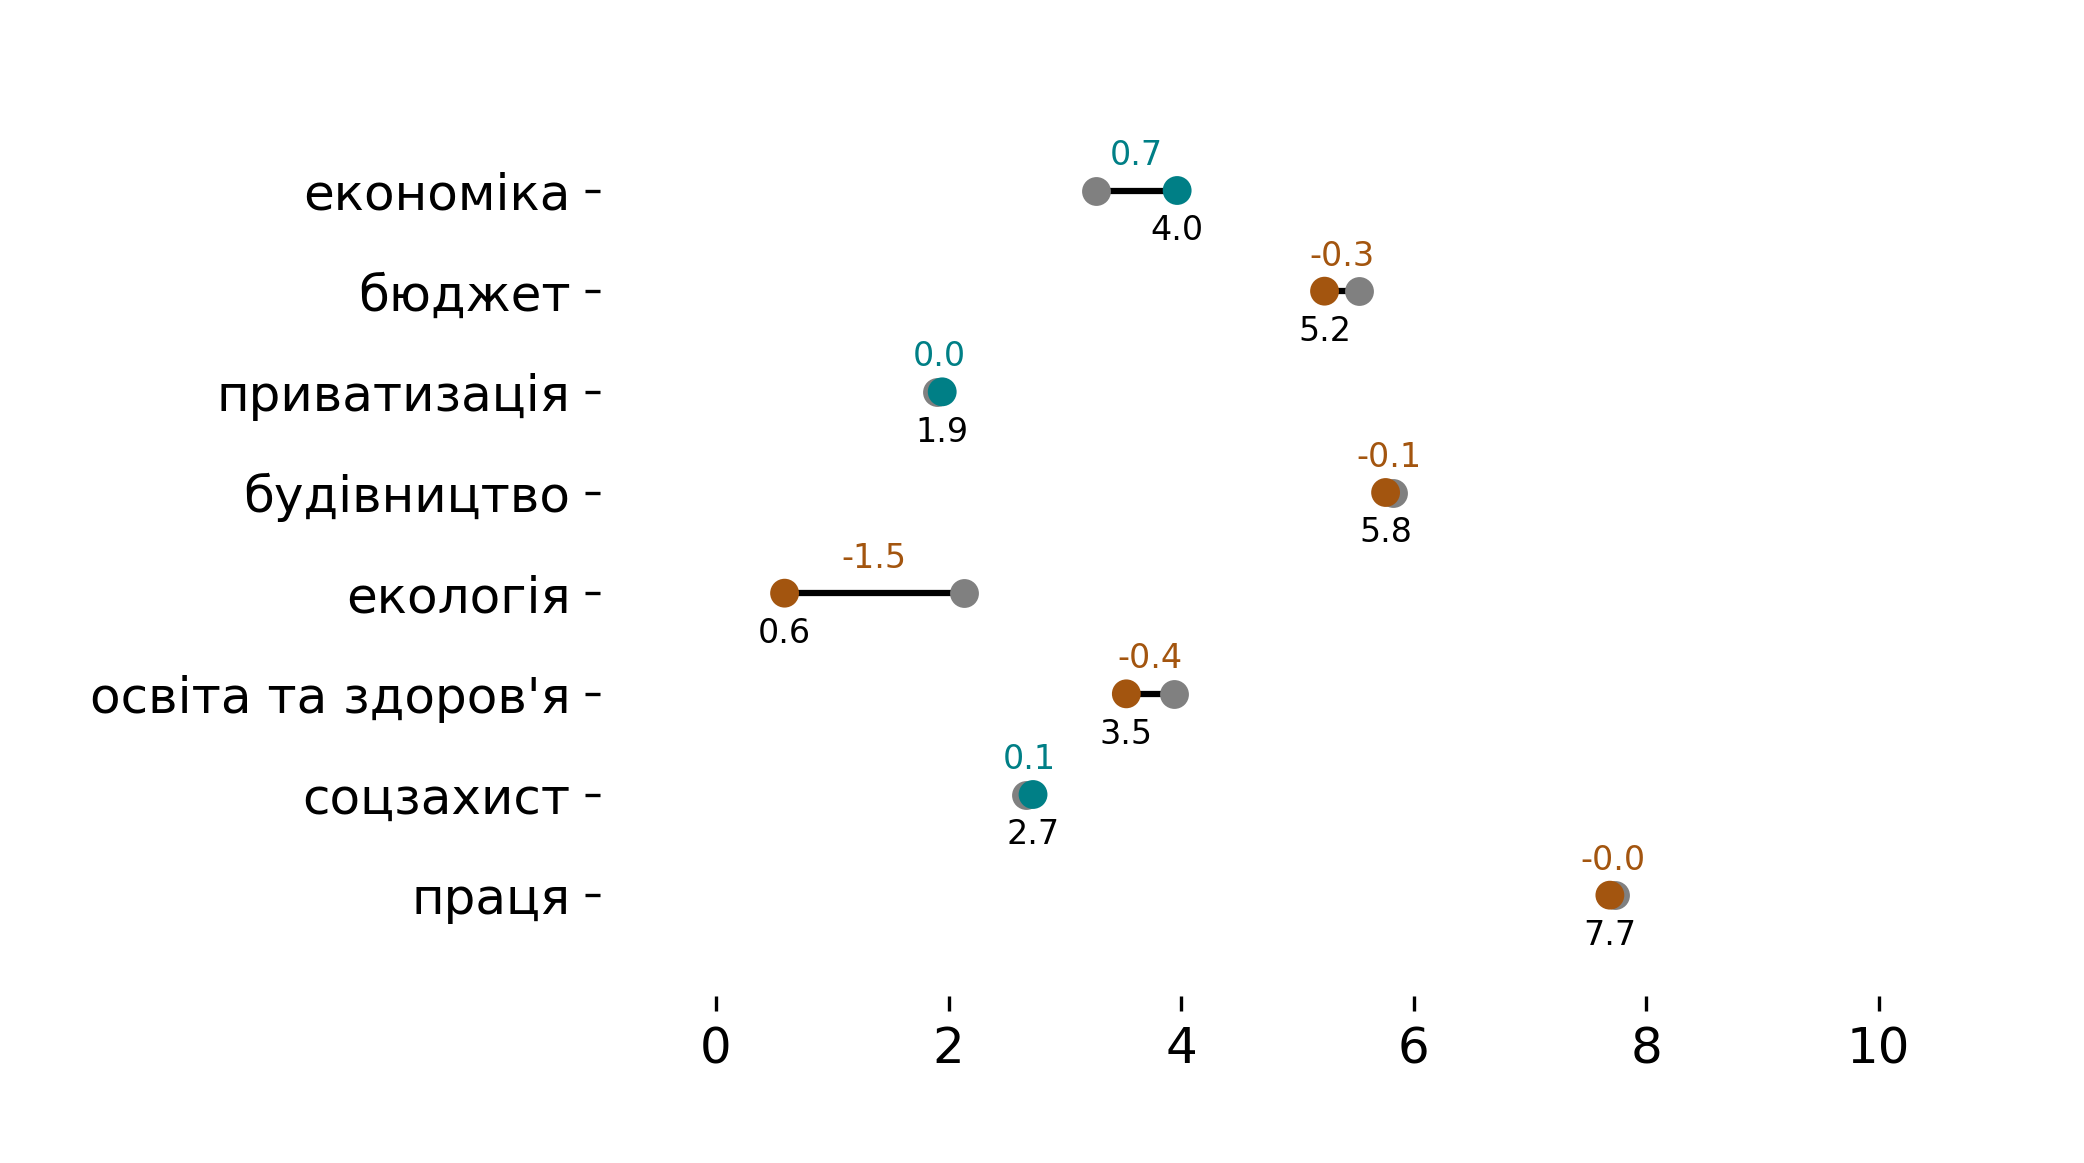 0.7
економіка
4.0
-0.3
бюджет
5.2
0.0
приватизація
1.9
-0.1
будівництво
5.8
-1.5
екологія
0.6
-0.4
освіта та здоров'я
3.5
0.1
соцзахист
2.7
-0.0
праця
7.7
0 2 4 6 8 10